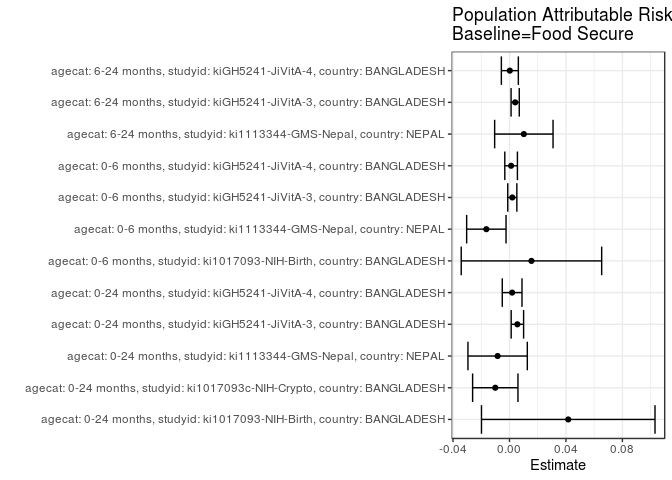 Population Attributable Risk
Baseline=Food Secure
agecat: 6-24 months, studyid: kiGH5241-JiVitA-4, country: BANGLADESH
agecat: 6-24 months, studyid: kiGH5241-JiVitA-3, country: BANGLADESH
agecat: 6-24 months, studyid: ki1113344-GMS-Nepal, country: NEPAL
agecat: 0-6 months, studyid: kiGH5241-JiVitA-4, country: BANGLADESH
agecat: 0-6 months, studyid: kiGH5241-JiVitA-3, country: BANGLADESH
agecat: 0-6 months, studyid: ki1113344-GMS-Nepal, country: NEPAL
agecat: 0-6 months, studyid: ki1017093-NIH-Birth, country: BANGLADESH
agecat: 0-24 months, studyid: kiGH5241-JiVitA-4, country: BANGLADESH
agecat: 0-24 months, studyid: kiGH5241-JiVitA-3, country: BANGLADESH
agecat: 0-24 months, studyid: ki1113344-GMS-Nepal, country: NEPAL
agecat: 0-24 months, studyid: ki1017093c-NIH-Crypto, country: BANGLADESH
agecat: 0-24 months, studyid: ki1017093-NIH-Birth, country: BANGLADESH
-0.04 0.00 0.04 0.08
Estimate